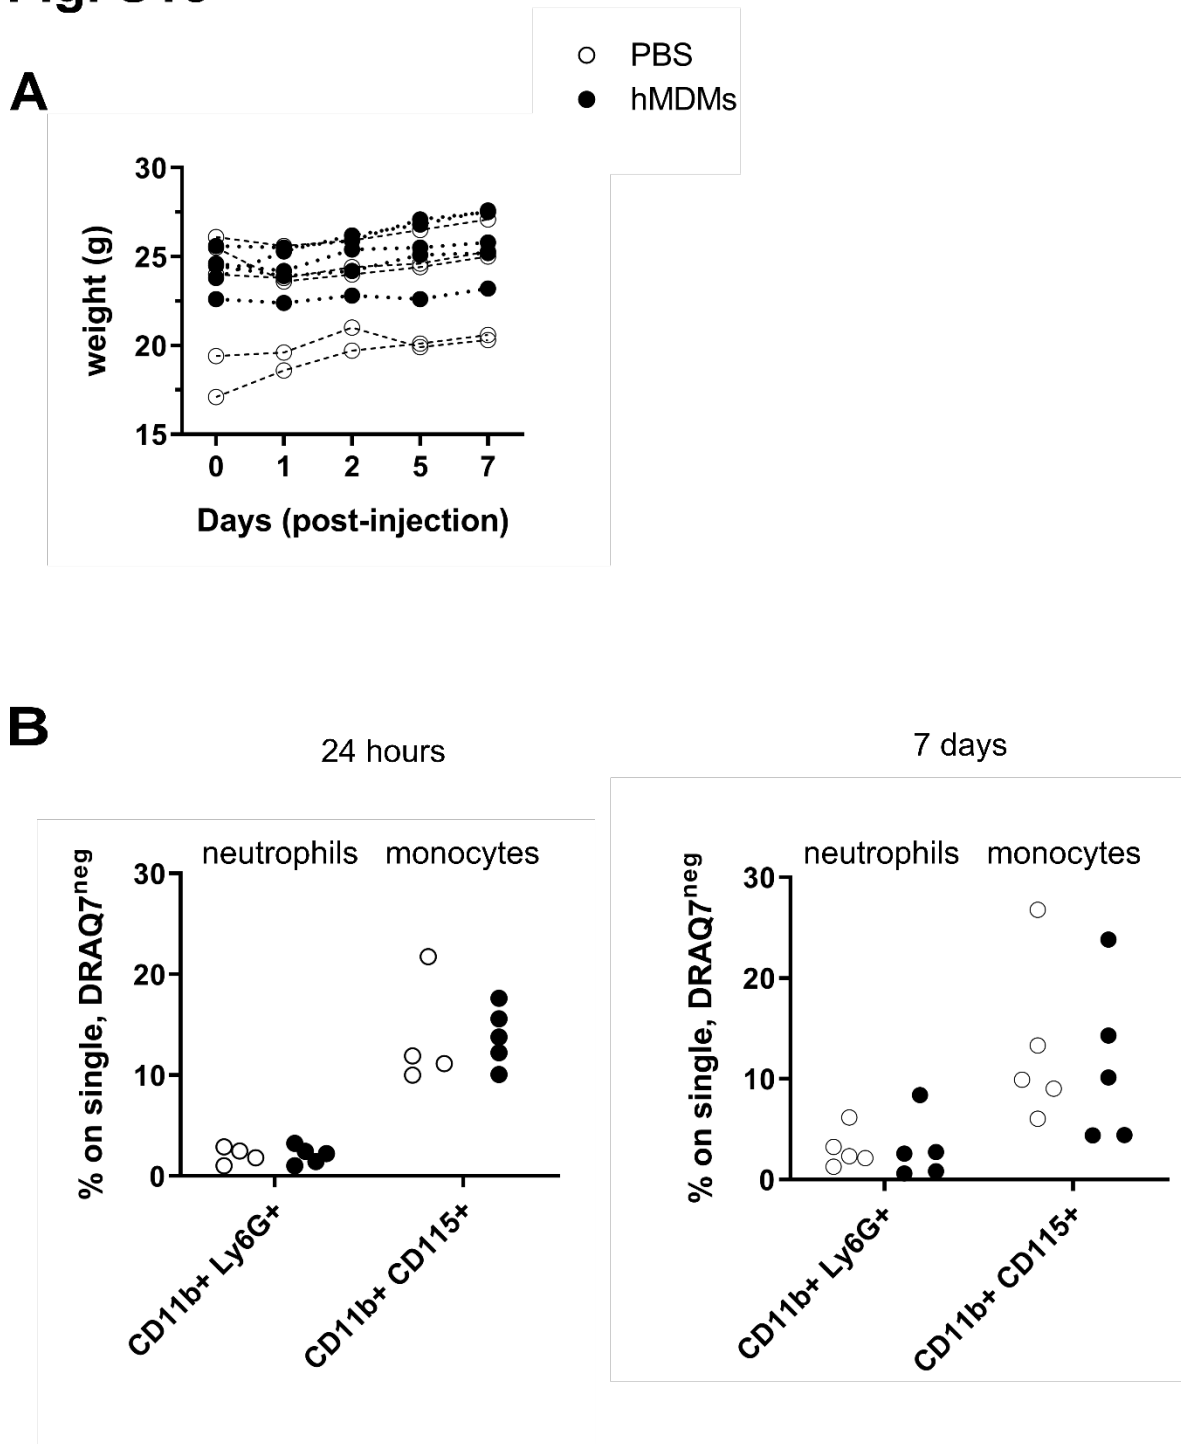 PBS
hMDMs
A
30
25
20
15
weight (g)
0 1 2 5 7
Days (post-injection)
B
24 hours
7 days
neutrophils monocytes
30
20
10
0
% on single, DRAQ7neg
CD11b+ Ly6G+
CD11b+ CD115+
neutrophils monocytes
30
20
10
0
% on single, DRAQ7neg
CD11b+ Ly6G+
CD11b+ CD115+